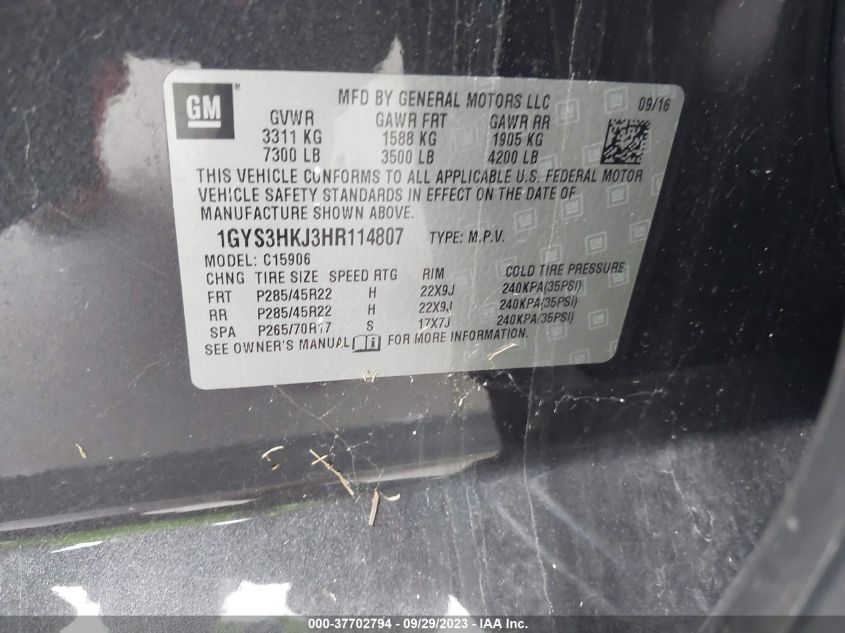 GM ®
MFD BY GENERAL MOTORS LLC 09/16
GVWR GAWR FRT GAWR RR
3311 KG 1588 KG 1905 KG
7300 LB 3500 LB 4200 LB
THIS VEHICLE CONFORMS TO ALL APPLICABLE U.S. FEDERAL MOTOR
VEHICLE SAFETY STANDARDS IN EFFECT ON THE DATE OF
MANUFACTURE SHOWN ABOVE.
1GYS3HKJ3HR114807 TYPE: M.P.V.
MODEL: C15906
CHNG TIRE SIZE SPEED RTG RIM COLD TIRE PRESSURE
FRT P285/45R22 H 22X9J 240KPA(35PSI)
RR P285/45R22 H 22X9J 240KPA(35PSI)
SPA P265/70R17 S 17X7J 240KPA(35PSI)
SEE OWNER'S MANUAL FOR MORE INFORMATION.
000-37702794 - 09/29/2023 - www.iaai.com